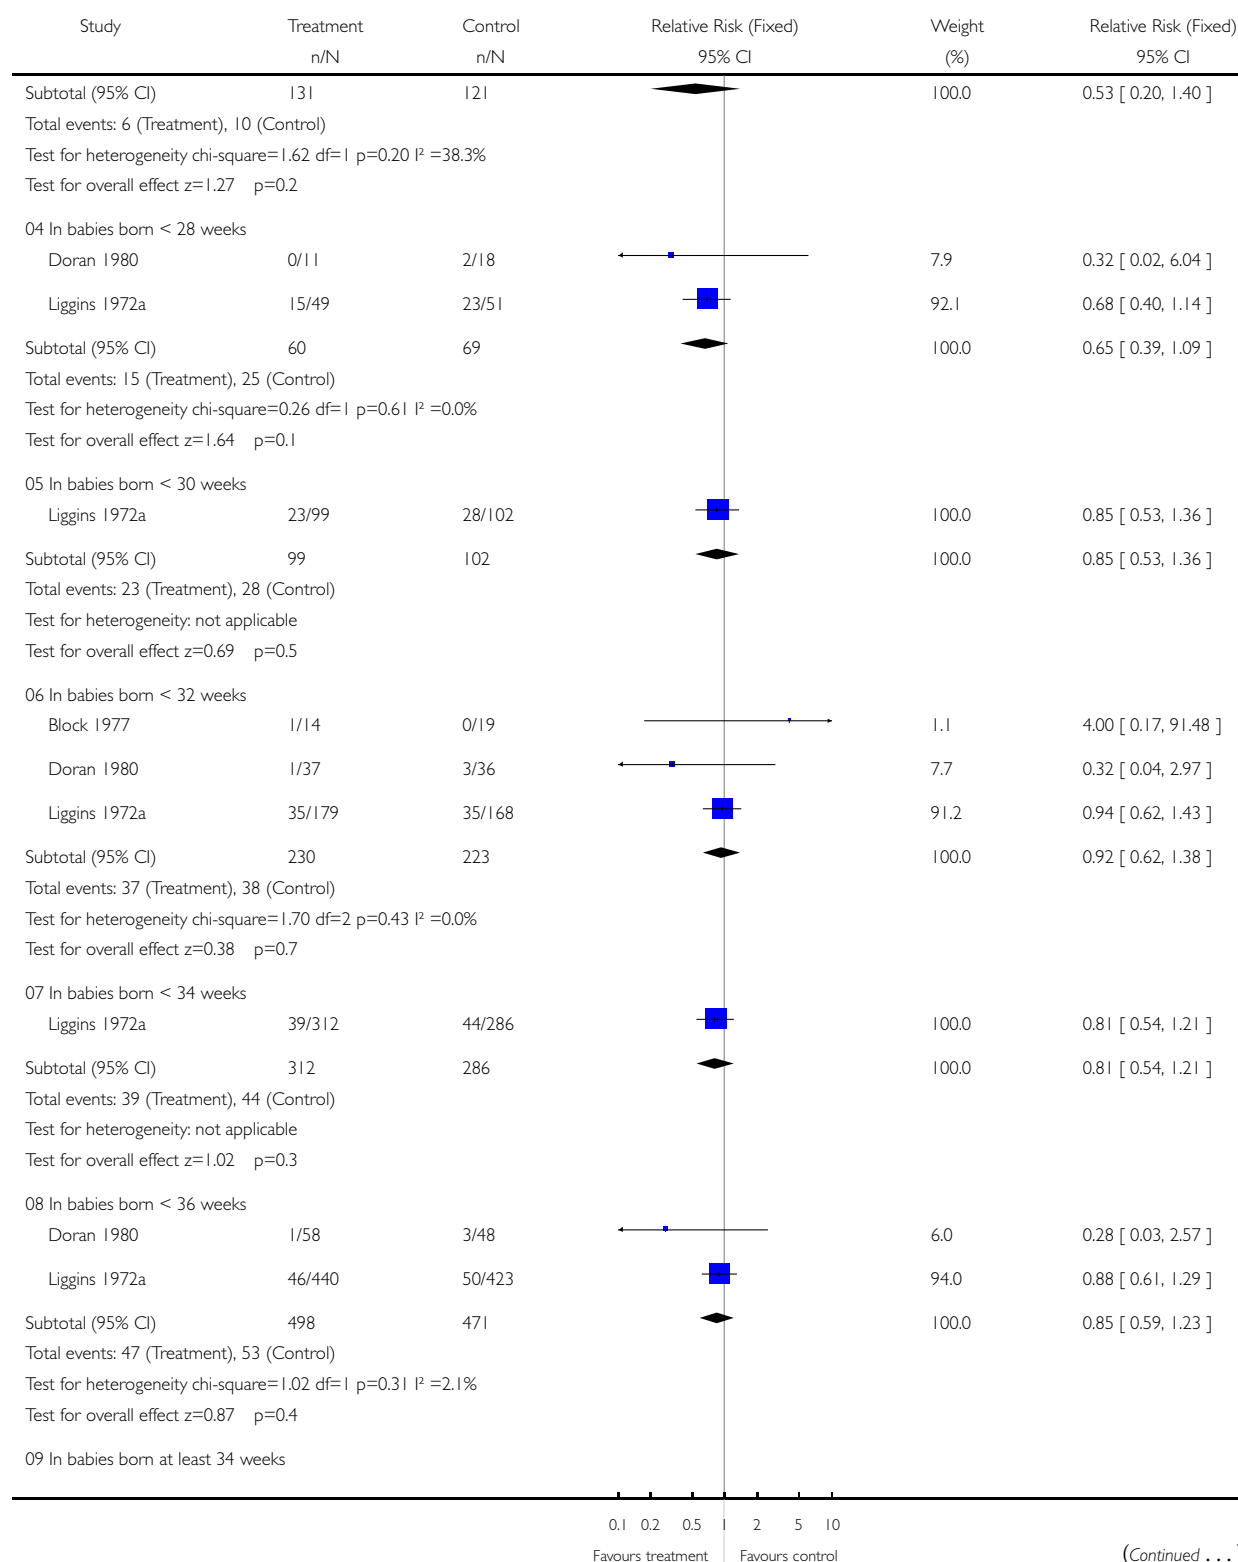 Study Treatment Control Relative Risk (Fixed) Weight Relative Risk (Fixed)
n/N n/N 95% CI (%) 95% CI
Subtotal (95% CI) 131 121 100.0 0.53 [ 0.20, 1.40 ]
Total events: 6 (Treatment), 10 (Control)
Test for heterogeneity chi-square=1.62 df=1 p=0.20 I² =38.3%
Test for overall effect z=1.27 p=0.2
04 In babies born < 28 weeks
Doran 1980 0/11 2/18 7.9 0.32 [ 0.02, 6.04 ]
Liggins 1972a 15/49 23/51 92.1 0.68 [ 0.40, 1.14 ]
Subtotal (95% CI) 60 69 100.0 0.65 [ 0.39, 1.09 ]
Total events: 15 (Treatment), 25 (Control)
Test for heterogeneity chi-square=0.26 df=1 p=0.61 I² =0.0%
Test for overall effect z=1.64 p=0.1
05 In babies born < 30 weeks
Liggins 1972a 23/99 28/102 100.0 0.85 [ 0.53, 1.36 ]
Subtotal (95% CI) 99 102 100.0 0.85 [ 0.53, 1.36 ]
Total events: 23 (Treatment), 28 (Control)
Test for heterogeneity: not applicable
Test for overall effect z=0.69 p=0.5
06 In babies born < 32 weeks
Block 1977 1/14 0/19 1.1 4.00 [ 0.17, 91.48 ]
Doran 1980 1/37 3/36 7.7 0.32 [ 0.04, 2.97 ]
Liggins 1972a 35/179 35/168 91.2 0.94 [ 0.62, 1.43 ]
Subtotal (95% CI) 230 223 100.0 0.92 [ 0.62, 1.38 ]
Total events: 37 (Treatment), 38 (Control)
Test for heterogeneity chi-square=1.70 df=2 p=0.43 I² =0.0%
Test for overall effect z=0.38 p=0.7
07 In babies born < 34 weeks
Liggins 1972a 39/312 44/286 100.0 0.81 [ 0.54, 1.21 ]
Subtotal (95% CI) 312 286 100.0 0.81 [ 0.54, 1.21 ]
Total events: 39 (Treatment), 44 (Control)
Test for heterogeneity: not applicable
Test for overall effect z=1.02 p=0.3
08 In babies born < 36 weeks
Doran 1980 1/58 3/48 6.0 0.28 [ 0.03, 2.57 ]
Liggins 1972a 46/440 50/423 94.0 0.88 [ 0.61, 1.29 ]
Subtotal (95% CI) 498 471 100.0 0.85 [ 0.59, 1.23 ]
Total events: 47 (Treatment), 53 (Control)
Test for heterogeneity chi-square=1.02 df=1 p=0.31 I² =2.1%
Test for overall effect z=0.87 p=0.4
09 In babies born at least 34 weeks
0.1 0.2 0.5 1 2 5 10
Favours treatment Favours control (Continued . . .